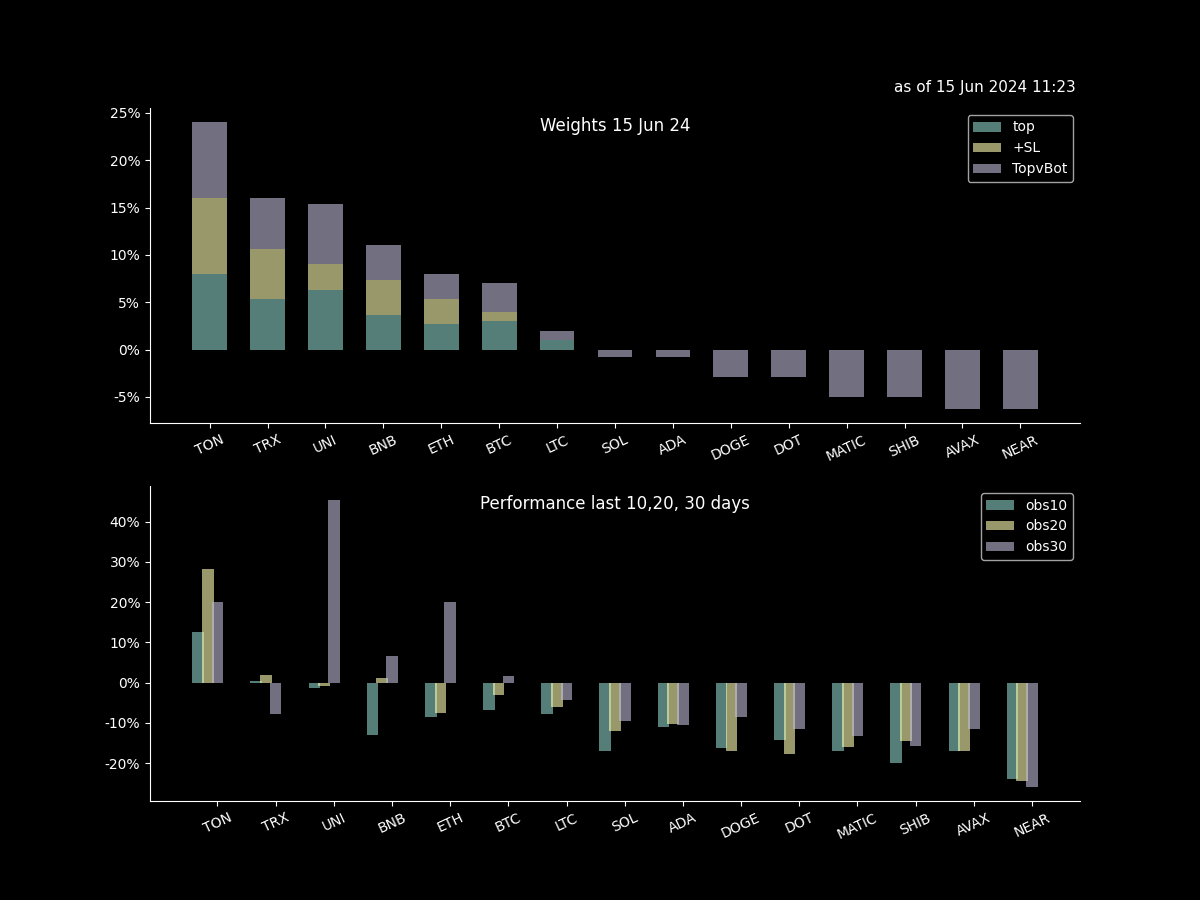 as of 15 Jun 2024 11:23
Weights 15 Jun 24
top
+SL
TopvBot
25%
20%
15%
10%
5%
0%
-5%
TON TRX UNI BNB ETH BTC LTC SOL ADA DOGE DOT MATIC SHIB AVAX NEAR
Performance last 10,20, 30 days
obs10
obs20
obs30
40%
30%
20%
10%
0%
-10%
-20%
TON TRX UNI BNB ETH BTC LTC SOL ADA DOGE DOT MATIC SHIB AVAX NEAR